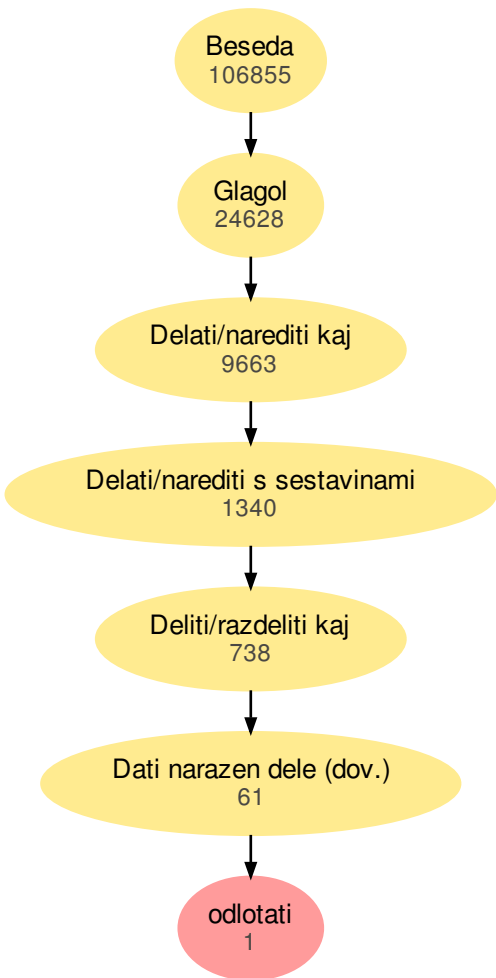 Beseda
106855
Glagol
24628
Delati/narediti kaj
9663
Delati/narediti s sestavinami
1340
Deliti/razdeliti kaj
738
Dati narazen dele (dov.)
61
odlotati
1